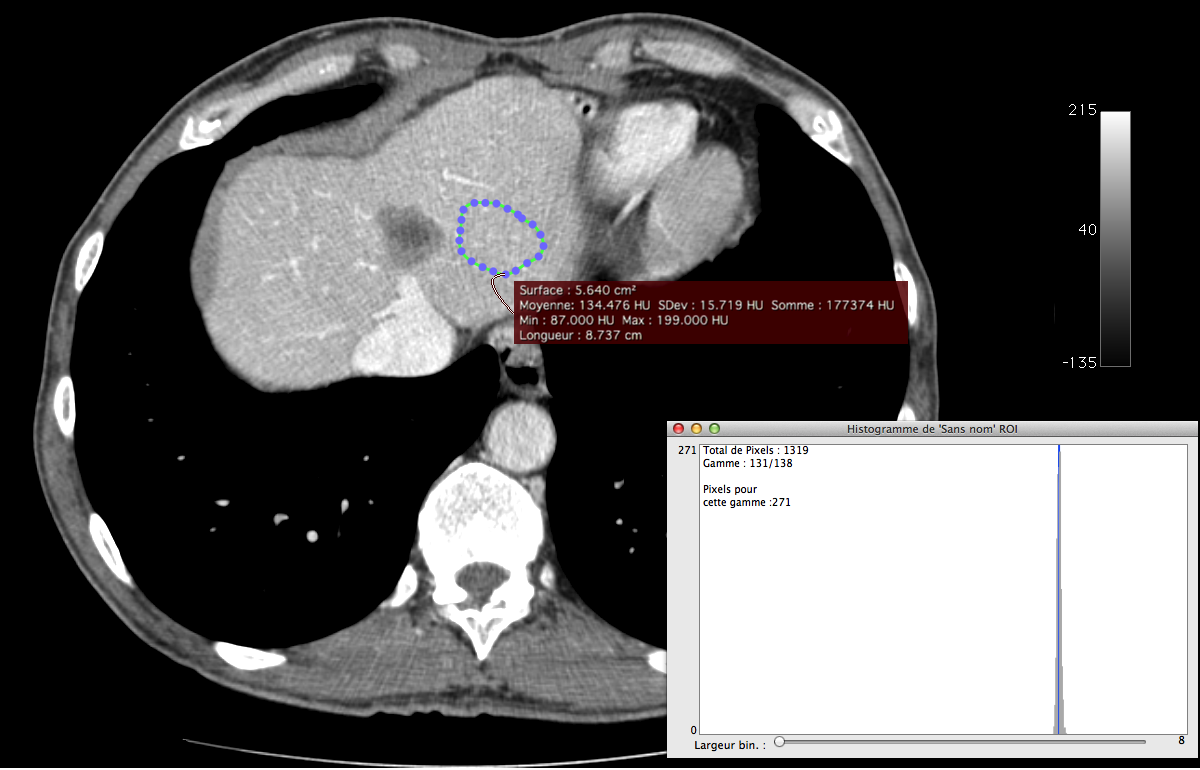 215
40
-135
Surface : 5.640 cm²
Moyenne: 134.476 HU SDev : 15.719 HU Somme : 177374 HU
Min : 87.000 HU Max : 199.000 HU
Longueur : 8.737 cm
Histogramme de 'Sans nom' ROI
271
Total de Pixels : 1319
Gamme : 131/138
Pixels pour
cette gamme :271
0
Largeur bin. :
8